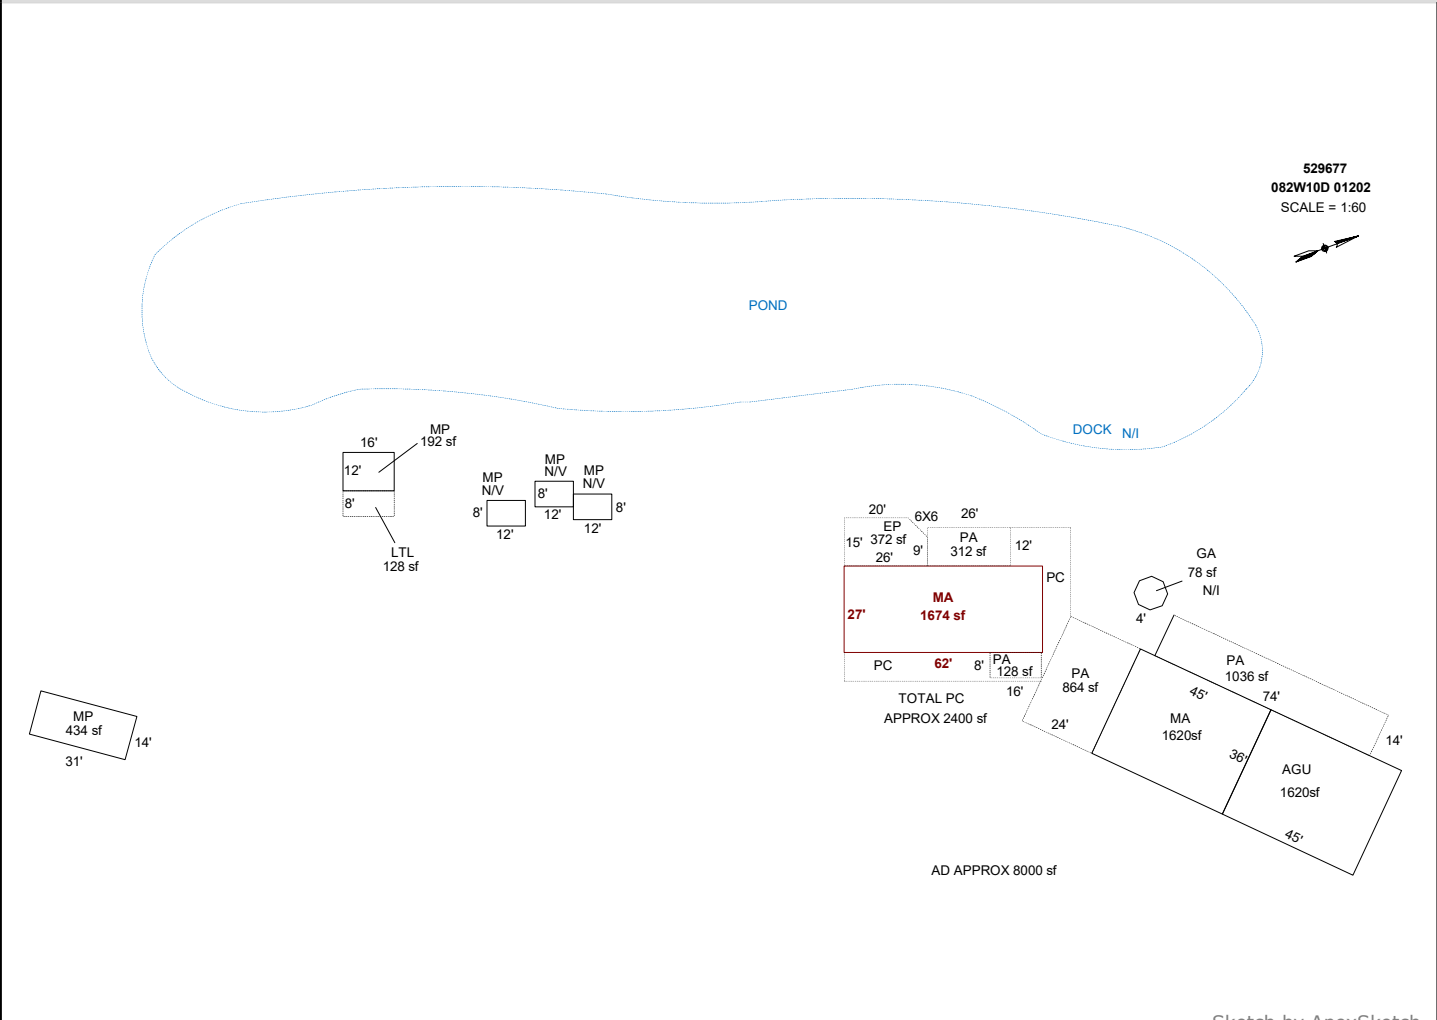 529677
082W10D 01202
SCALE = 1:60
POND
DOCK N/I
MP
192 sf
16'
12'
8'
LTL
128 sf
MP
N/V
8'
12'
MP
N/V
8'
12'
MP
N/V
8'
12'
20'
6X6
26'
EP
372 sf
15'
9'
26'
PA
312 sf
12'
PC
MA
1674 sf
27'
62'
PC
8'
PA
128 sf
16'
TOTAL PC
APPROX 2400 sf
GA
78 sf
N/I
4'
PA
864 sf
24'
PA
1036 sf
74'
14'
45'
MA
1620sf
36'
AGU
1620sf
45'
MP
434 sf
14'
31'
AD APPROX 8000 sf
Sketch by ApexSketch